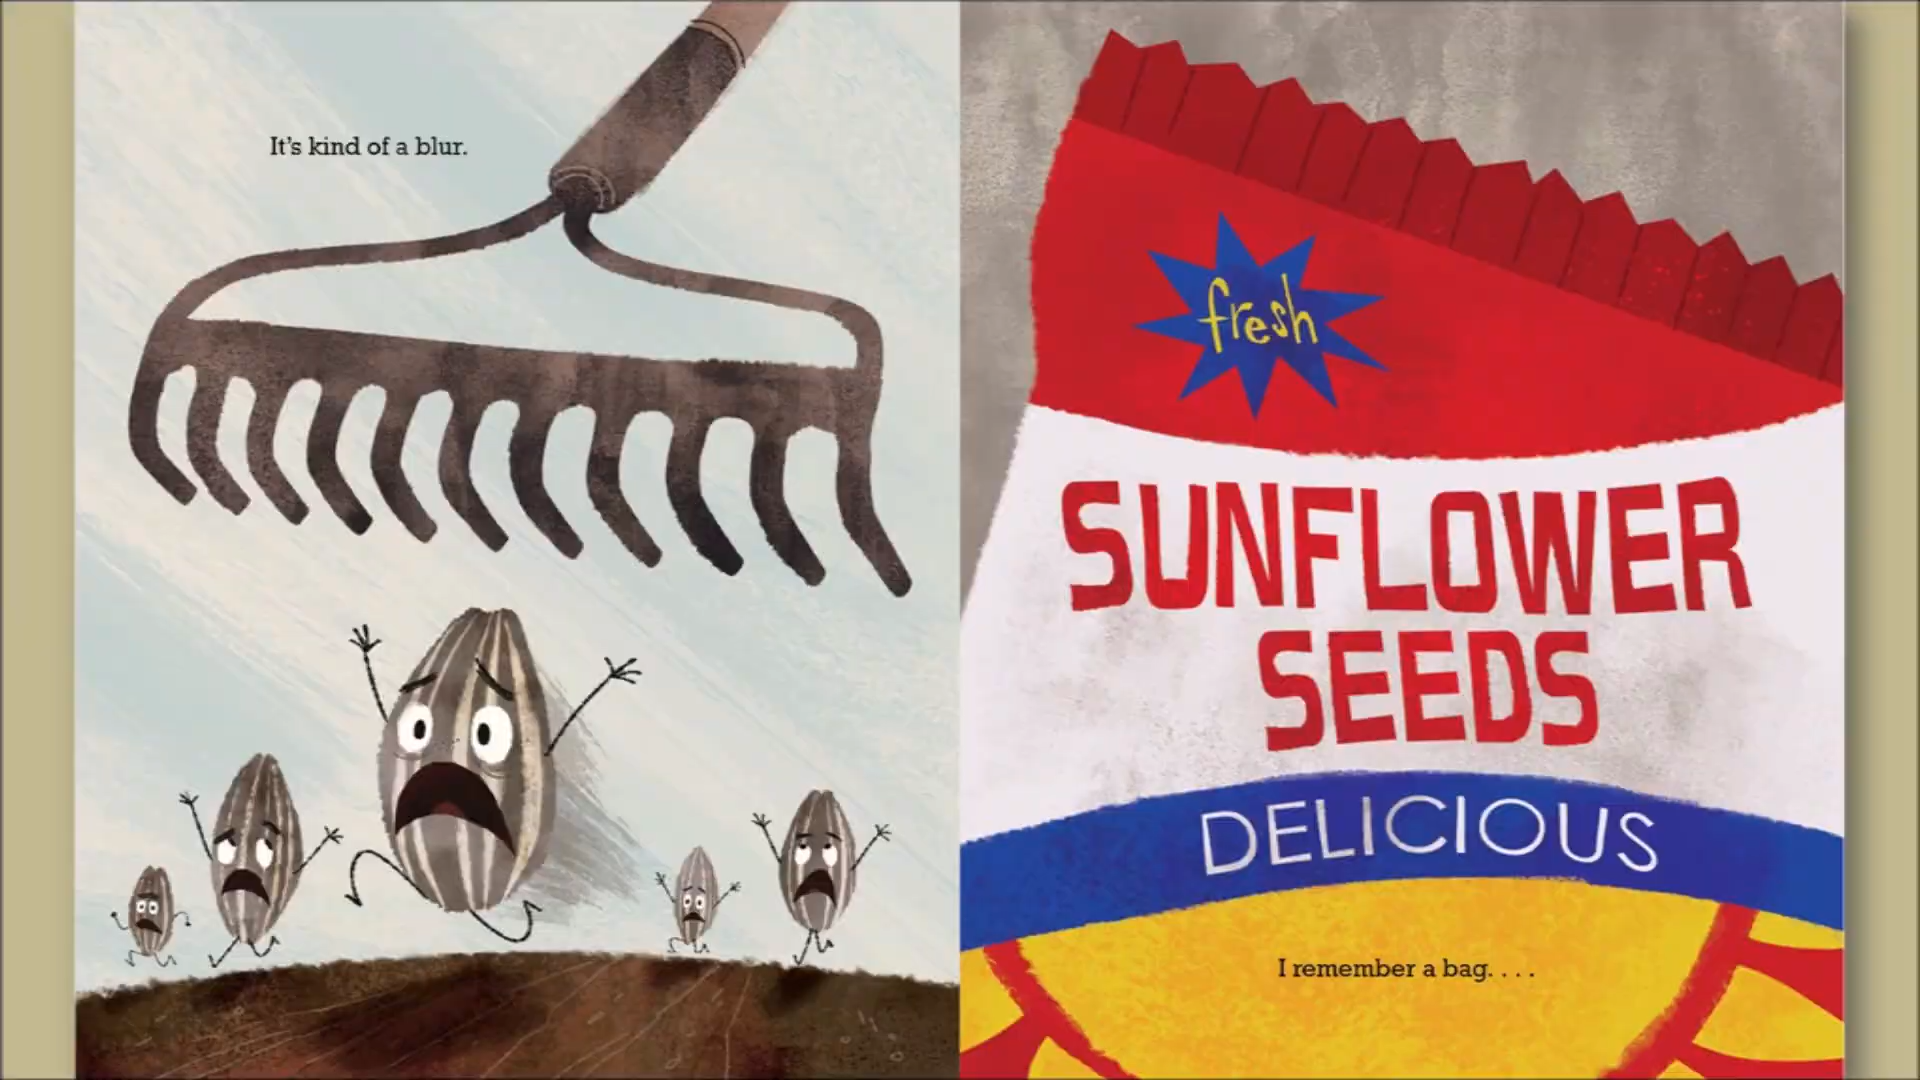 It's kind of a blur.
fresh
SUNFLOWER
SEEDS
DELICIOUS
I remember a bag. . . .